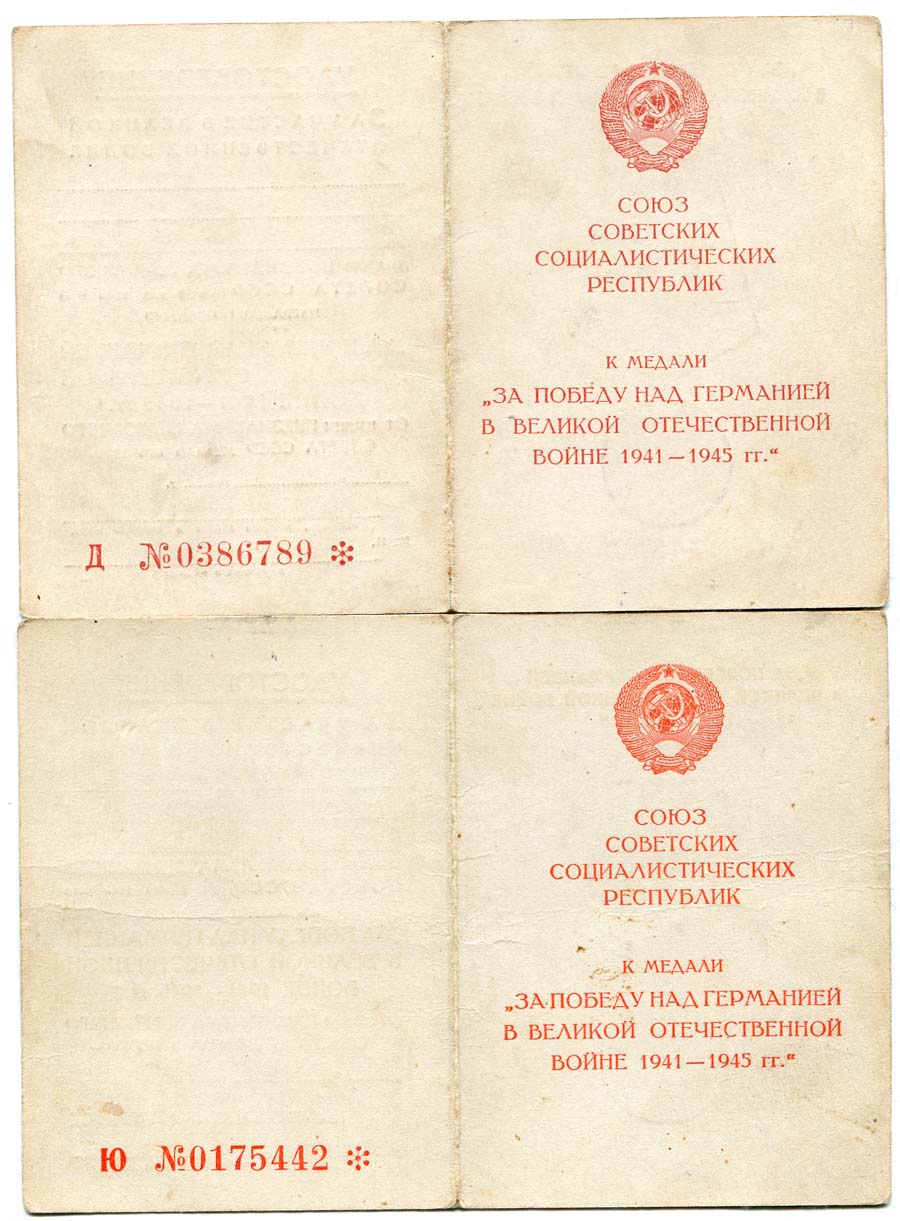 СОЮЗ
СОВЕТСКИХ
СОЦИАЛИСТИЧЕСКИХ
РЕСПУБЛИК
К МЕДАЛИ
„ЗА ПОБЕДУ НАД ГЕРМАНИЕЙ
В ВЕЛИКОЙ ОТЕЧЕСТВЕННОЙ
ВОЙНЕ 1941—1945 гг.“
Д №0386789 *
СОЮЗ
СОВЕТСКИХ
СОЦИАЛИСТИЧЕСКИХ
РЕСПУБЛИК
К МЕДАЛИ
„ЗА ПОБЕДУ НАД ГЕРМАНИЕЙ
В ВЕЛИКОЙ ОТЕЧЕСТВЕННОЙ
ВОЙНЕ 1941—1945 гг.“
Ю №0175442 *